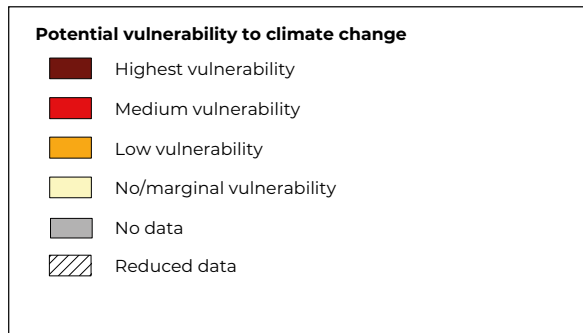 Potential vulnerability to climate change
Highest vulnerability
Medium vulnerability
Low vulnerability
No/marginal vulnerability
No data
Reduced data